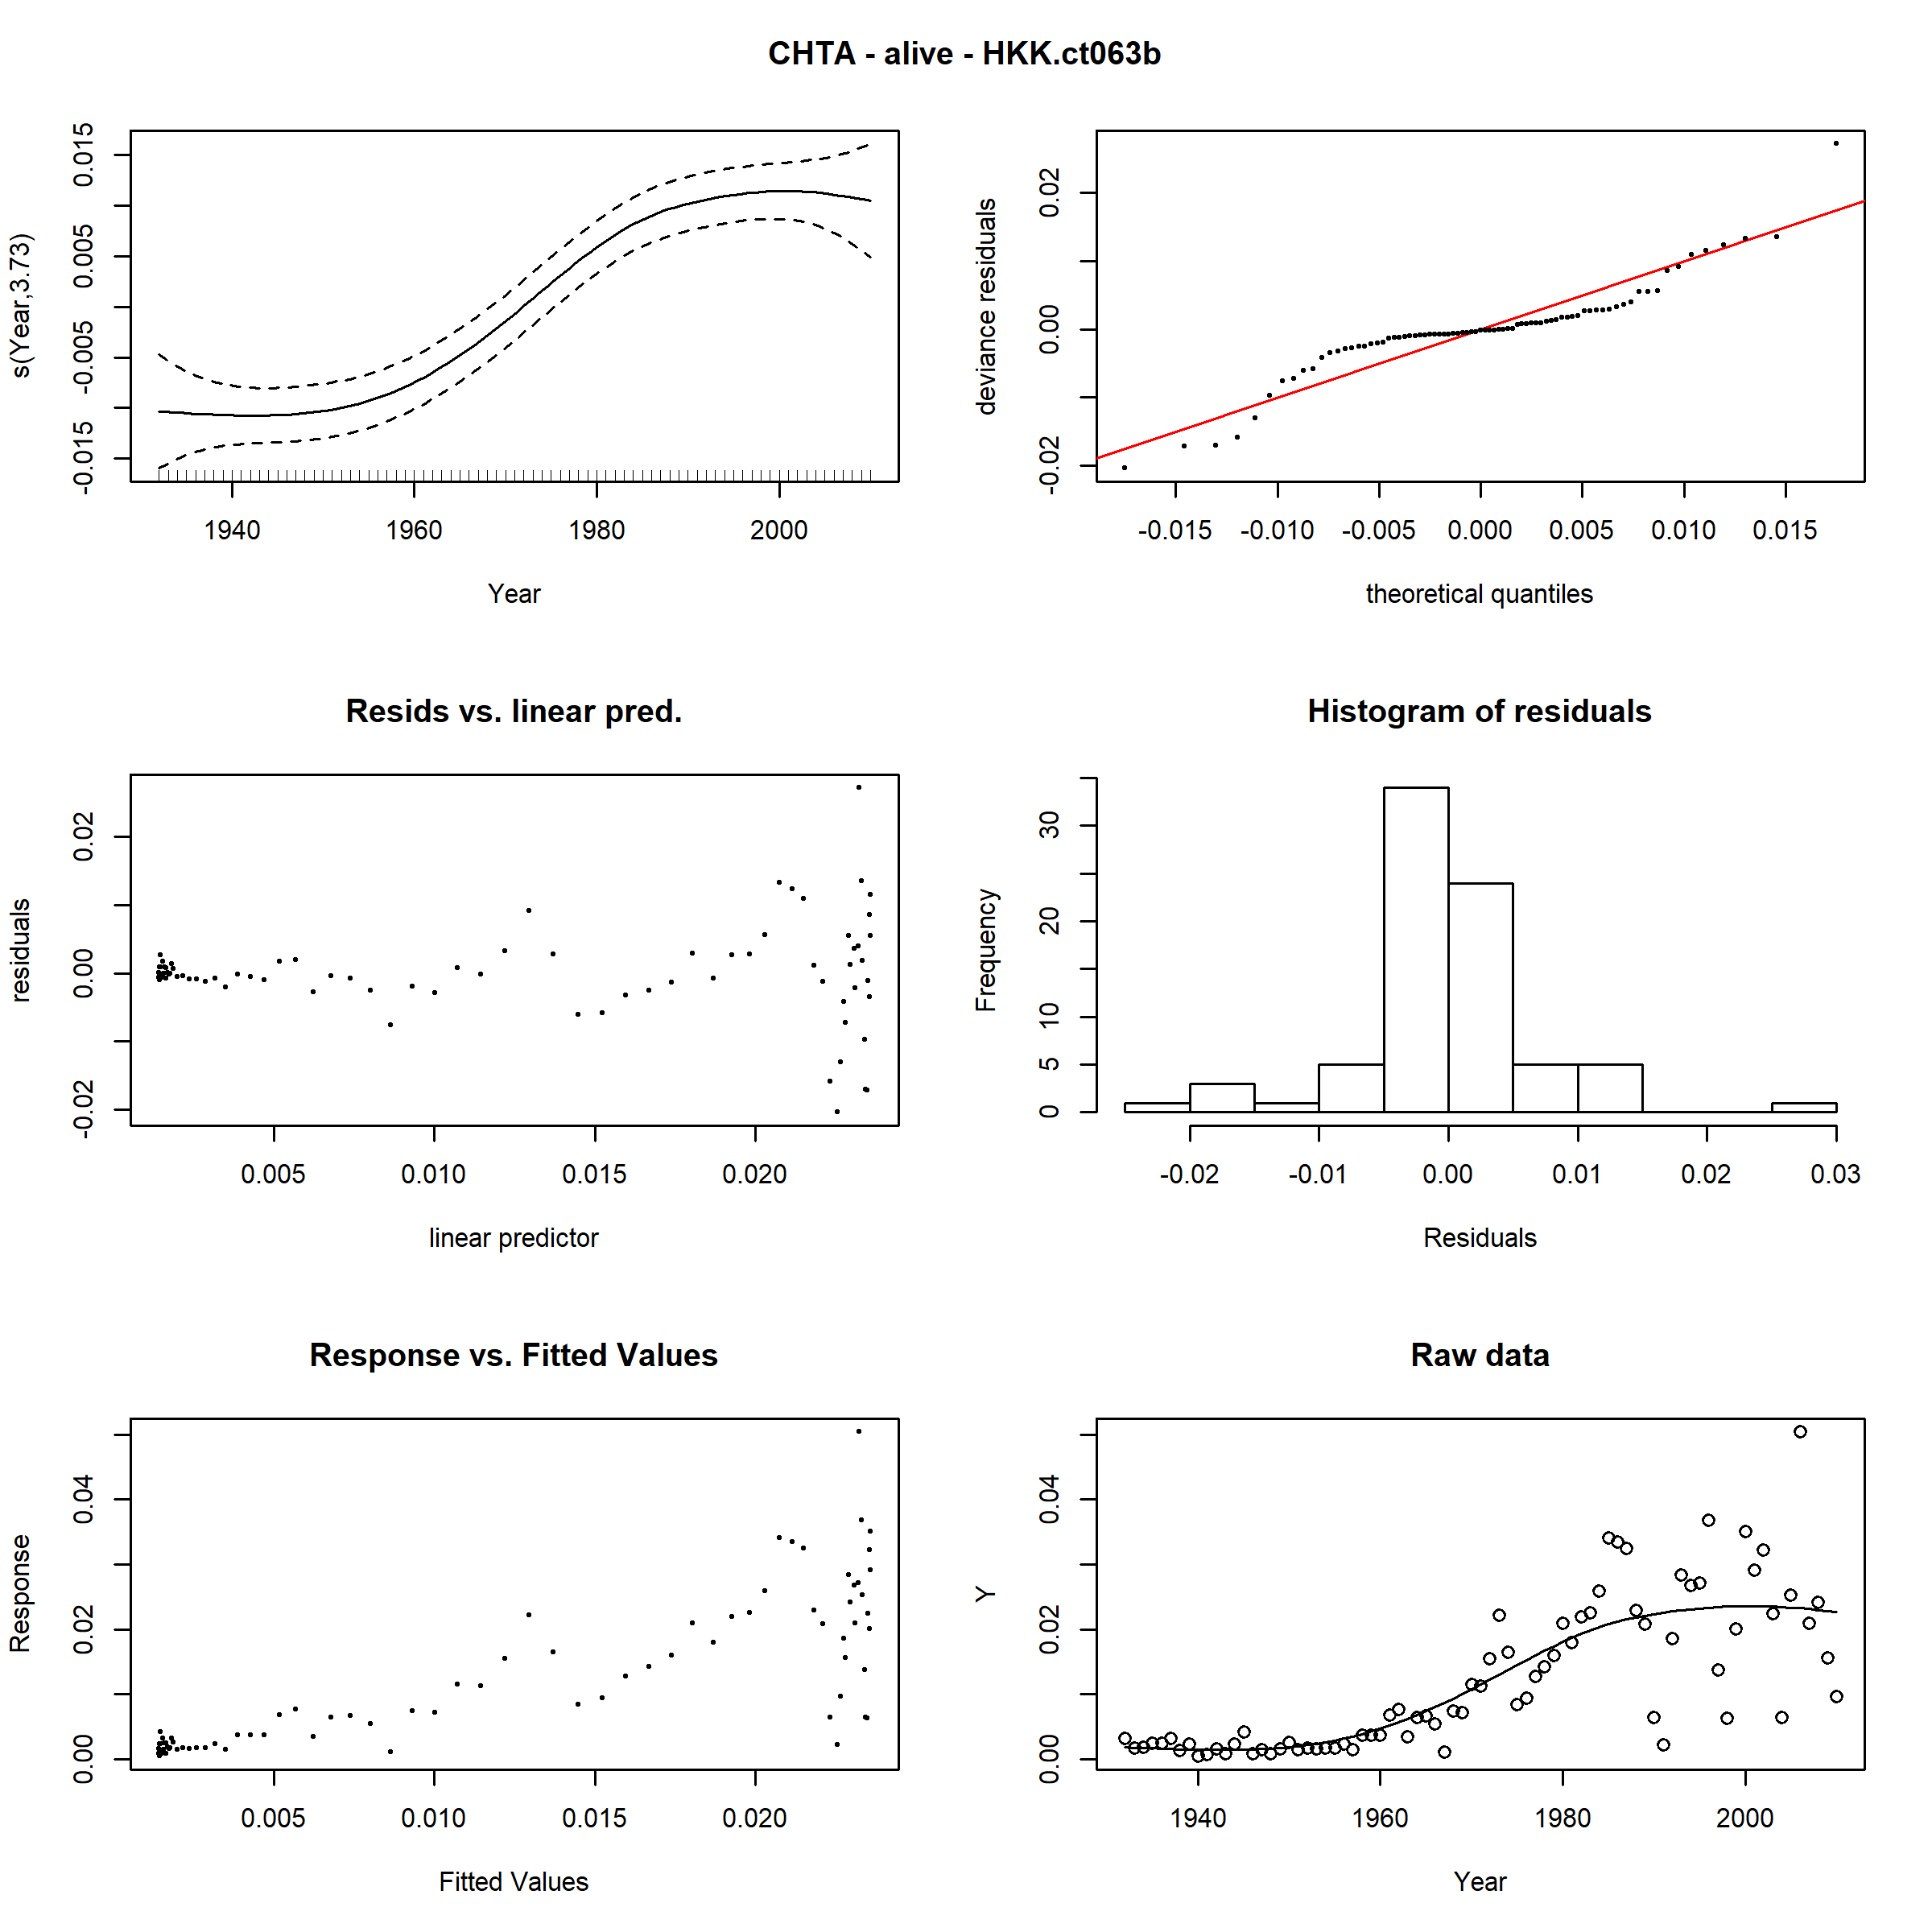 CHTA - alive - HKK.ct063b
s(Year,3.73)
-0.015 -0.005 0.005 0.015
1940 1960 1980 2000
Year
deviance residuals
-0.02 0.00 0.02
-0.015 -0.010 -0.005 0.000 0.005 0.010 0.015
theoretical quantiles
Resids vs. linear pred.
residuals
-0.02 0.00 0.02
0.005 0.010 0.015 0.020
linear predictor
Histogram of residuals
Frequency
0 5 10 20 30
-0.02 -0.01 0.00 0.01 0.02 0.03
Residuals
Response vs. Fitted Values
Response
0.00 0.02 0.04
0.005 0.010 0.015 0.020
Fitted Values
Raw data
Y
0.00 0.02 0.04
1940 1960 1980 2000
Year